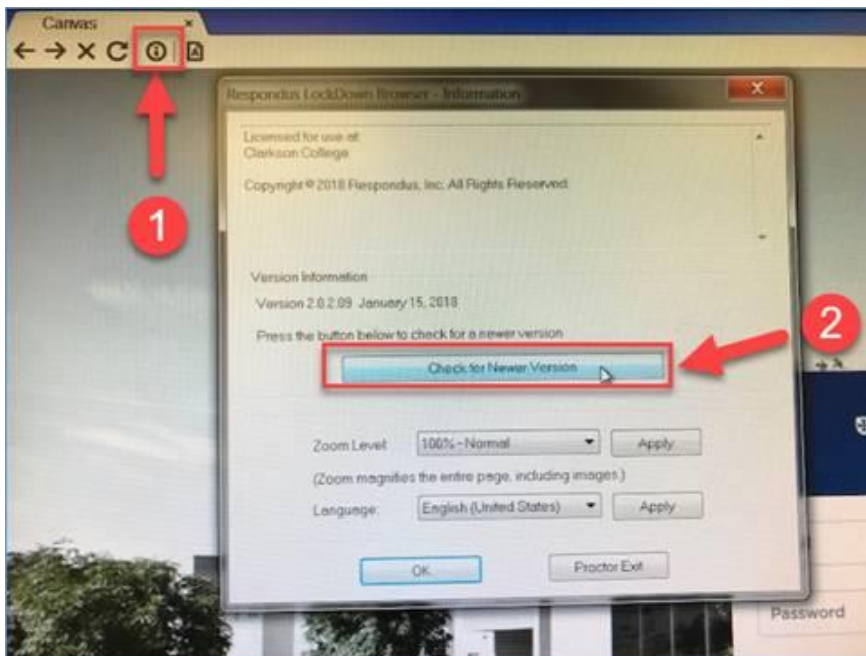 Canvas
1
Respondus LockDown Browser - Information
Licensed for use at:
Clarkson College
Copyright © 2018 Respondus, Inc. All Rights Reserved.
Version Information
Version 2.0.2.09 January 15, 2018
Press the button below to check for a newer version
Check for Newer Version
2
Zoom Level:
100% - Normal
Apply
(Zoom magnifies the entire page, including images.)
Language:
English (United States)
Apply
OK
Proctor Exit
Password